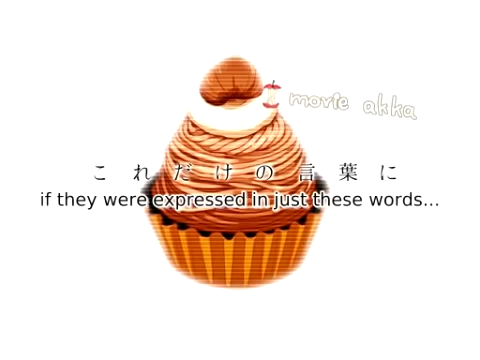 movie akka
これだけの言葉に
if they were expressed in just these words...